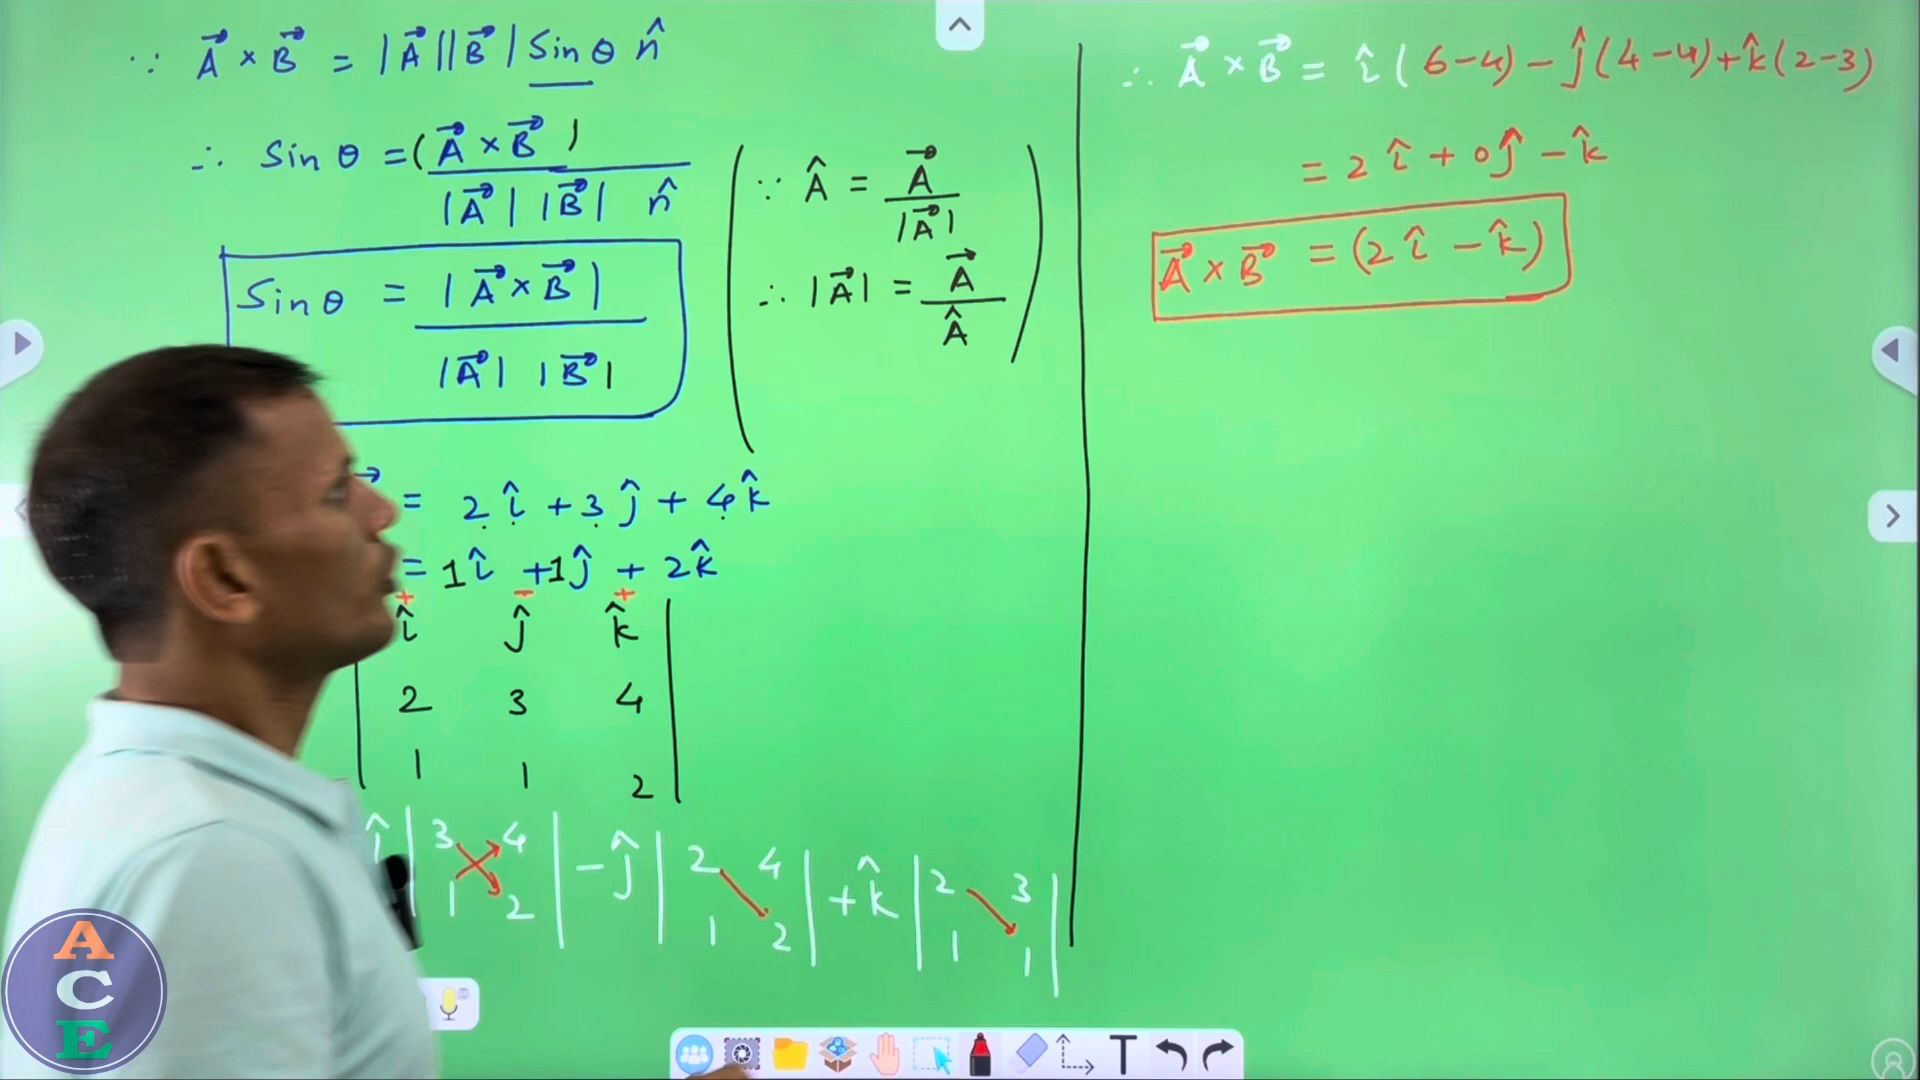 ∵ A⃗ × B⃗ = |A⃗||B⃗| Sin θ n̂
∴ Sin θ = (A⃗ × B⃗) / |A⃗| |B⃗| n̂
Sin θ = |A⃗ × B⃗| / |A⃗| |B⃗|
∵ Â = A⃗ / |A⃗|
∴ |A⃗| = A⃗ / Â
= 2î + 3ĵ + 4k̂
= 1î + 1ĵ + 2k̂
+ − +
î ĵ k̂
2 3 4
1 1 2
î | 3 4 | − ĵ | 2 4 | + k̂ | 2 3 |
| 1 2 | | 1 2 | | 1 1 |
∴ A⃗ × B⃗ = î(6-4) - ĵ(4-4) + k̂(2-3)
= 2î + 0ĵ - k̂
A⃗ × B⃗ = (2î - k̂)
A
C
E
T